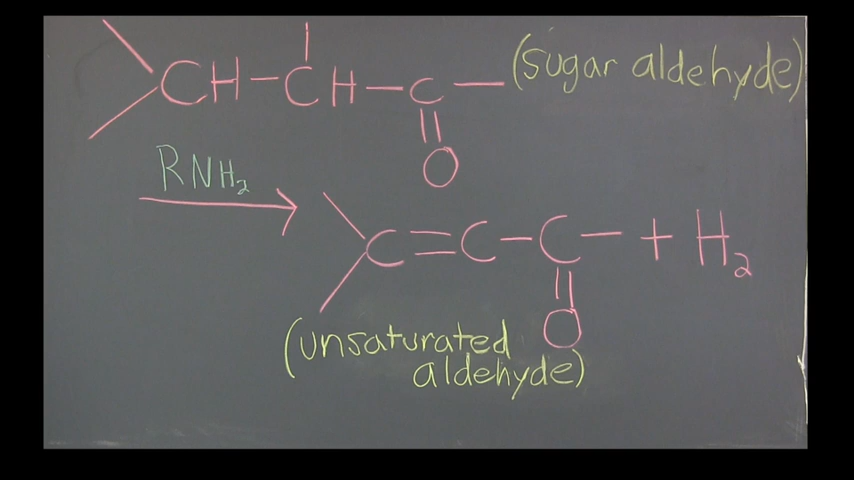 CH-CH-C- (sugar aldehyde)
O
RNH₂
C=C-C- + H₂
O
(unsaturated
aldehyde)